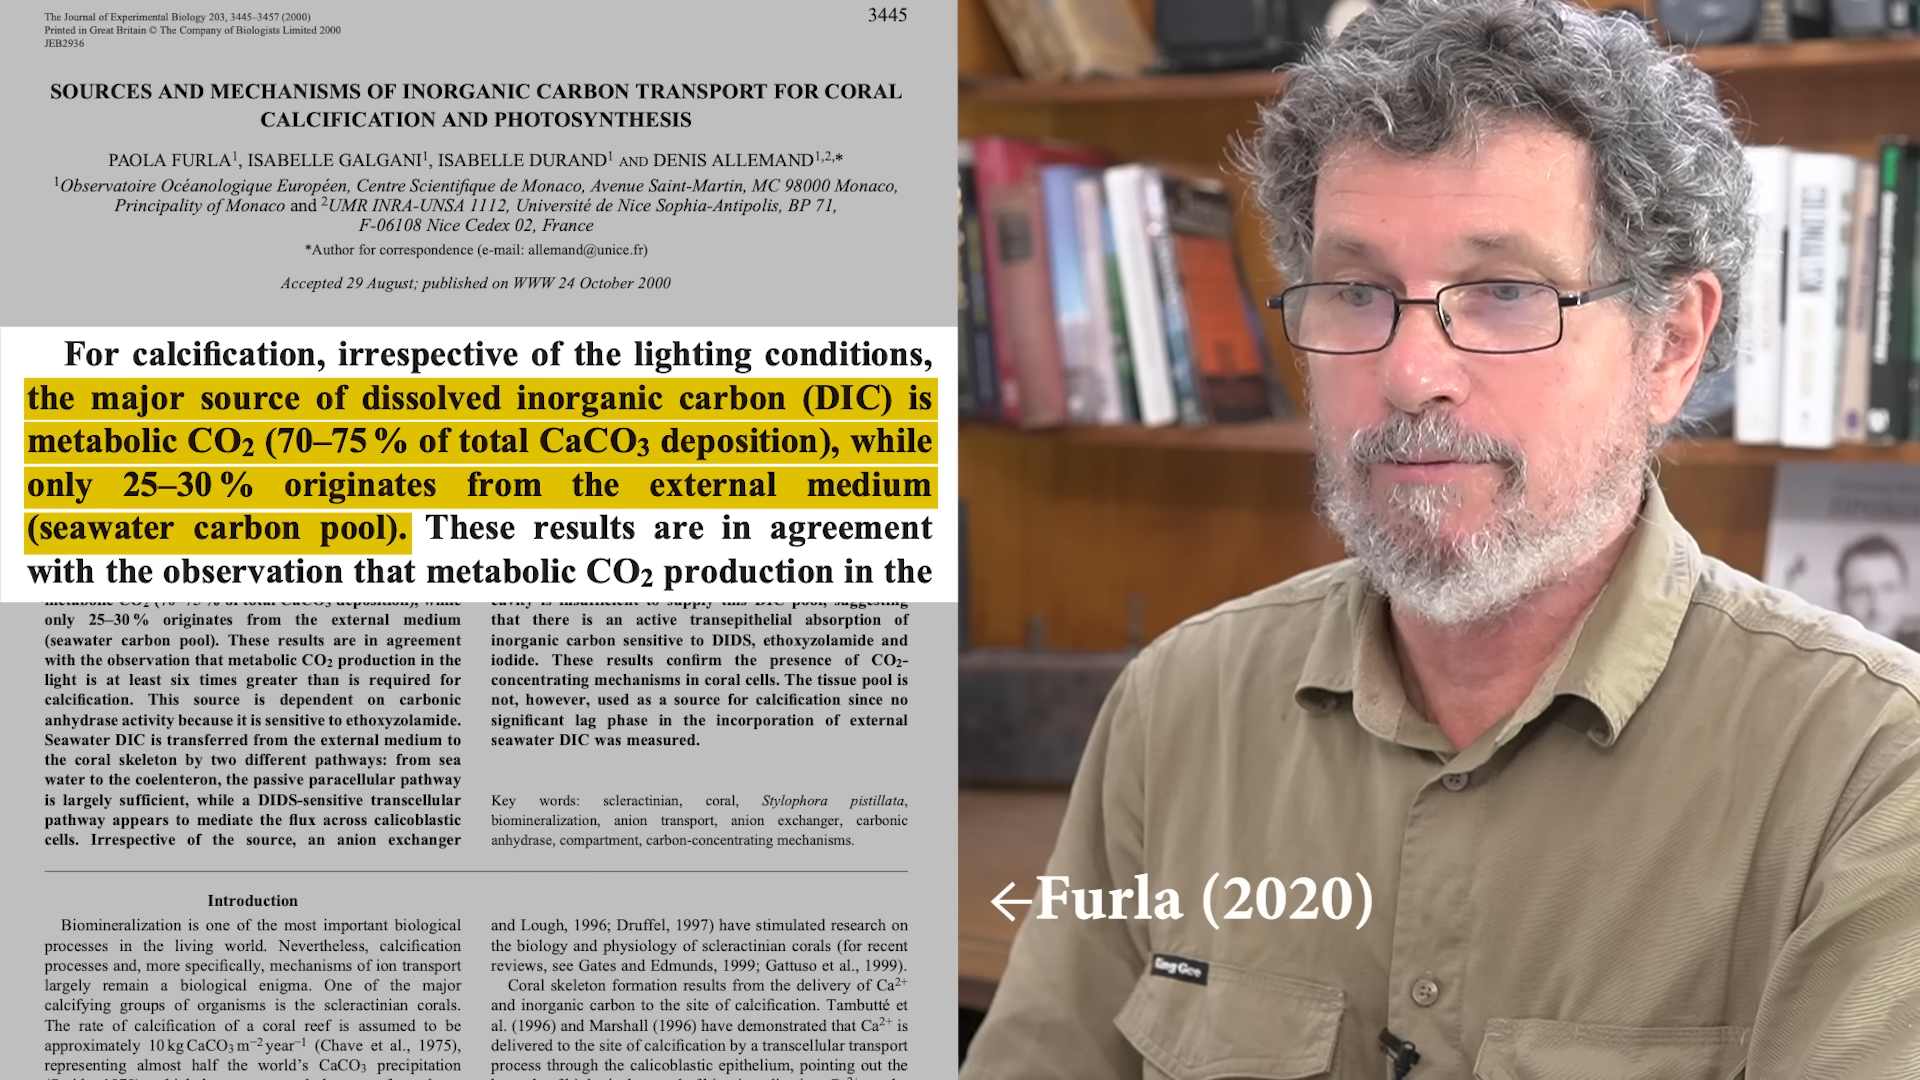 The Journal of Experimental Biology 203, 3445–3457 (2000)
Printed in Great Britain © The Company of Biologists Limited 2000
JEB2936
3445
SOURCES AND MECHANISMS OF INORGANIC CARBON TRANSPORT FOR CORAL
CALCIFICATION AND PHOTOSYNTHESIS
PAOLA FURLA¹, ISABELLE GALGANI¹, ISABELLE DURAND¹ AND DENIS ALLEMAND¹,²,*
¹Observatoire Océanologique Européen, Centre Scientifique de Monaco, Avenue Saint-Martin, MC 98000 Monaco,
Principality of Monaco and ²UMR INRA-UNSA 1112, Université de Nice Sophia-Antipolis, BP 71,
F-06108 Nice Cedex 02, France
*Author for correspondence (e-mail: allemand@unice.fr)
Accepted 29 August; published on WWW 24 October 2000
For calcification, irrespective of the lighting conditions,
the major source of dissolved inorganic carbon (DIC) is
metabolic CO₂ (70–75 % of total CaCO₃ deposition), while
only 25–30 % originates from the external medium
(seawater carbon pool). These results are in agreement
with the observation that metabolic CO₂ production in the
metabolic CO₂ (70–75 % of total CaCO₃ deposition), while
only 25–30 % originates from the external medium
(seawater carbon pool). These results are in agreement
with the observation that metabolic CO₂ production in the
light is at least six times greater than is required for
calcification. This source is dependent on carbonic
anhydrase activity because it is sensitive to ethoxyzolamide.
Seawater DIC is transferred from the external medium to
the coral skeleton by two different pathways: from sea
water to the coelenteron, the passive paracellular pathway
is largely sufficient, while a DIDS-sensitive transcellular
pathway appears to mediate the flux across calicoblastic
cells. Irrespective of the source, an anion exchanger
cavity is insufficient to supply this DIC pool, suggesting
that there is an active transepithelial absorption of
inorganic carbon sensitive to DIDS, ethoxyzolamide and
iodide. These results confirm the presence of CO₂-
concentrating mechanisms in coral cells. The tissue pool is
not, however, used as a source for calcification since no
significant lag phase in the incorporation of external
seawater DIC was measured.
Key words: scleractinian, coral, Stylophora pistillata,
biomineralization, anion transport, anion exchanger, carbonic
anhydrase, compartment, carbon-concentrating mechanisms.
Introduction
Biomineralization is one of the most important biological
processes in the living world. Nevertheless, calcification
processes and, more specifically, mechanisms of ion transport
largely remain a biological enigma. One of the major
calcifying groups of organisms is the scleractinian corals.
The rate of calcification of a coral reef is assumed to be
approximately 10 kg CaCO₃ m⁻² year⁻¹ (Chave et al., 1975),
representing almost half the world's CaCO₃ precipitation
and Lough, 1996; Druffel, 1997) have stimulated research on
the biology and physiology of scleractinian corals (for recent
reviews, see Gates and Edmunds, 1999; Gattuso et al., 1999).
Coral skeleton formation results from the delivery of Ca²⁺
and inorganic carbon to the site of calcification. Tambutté et
al. (1996) and Marshall (1996) have demonstrated that Ca²⁺ is
delivered to the site of calcification by a transcellular transport
process through the calicoblastic epithelium, pointing out the
←Furla (2020)
King Gee